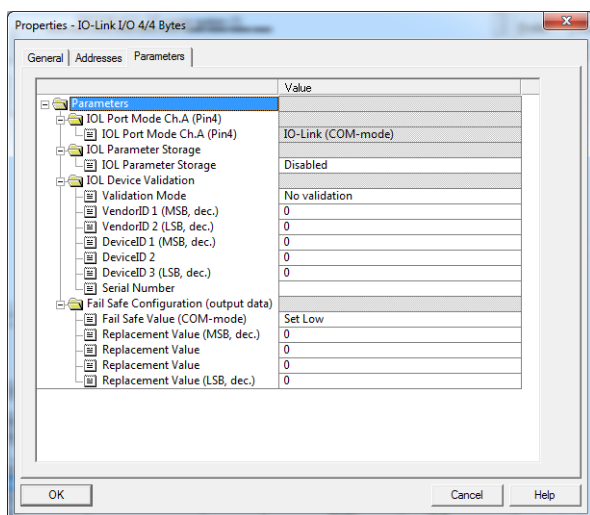 Properties - IO-Link I/O 4/4 Bytes
General Addresses Parameters
Value
Parameters
IOL Port Mode Ch.A (Pin4)
IOL Port Mode Ch.A (Pin4) IO-Link (COM-mode)
IOL Parameter Storage
IOL Parameter Storage Disabled
IOL Device Validation
Validation Mode No validation
VendorID 1 (MSB, dec.) 0
VendorID 2 (LSB, dec.) 0
DeviceID 1 (MSB, dec.) 0
DeviceID 2 0
DeviceID 3 (LSB, dec.) 0
Serial Number
Fail Safe Configuration (output data)
Fail Safe Value (COM-mode) Set Low
Replacement Value (MSB, dec.) 0
Replacement Value 0
Replacement Value 0
Replacement Value (LSB, dec.) 0
OK Cancel Help